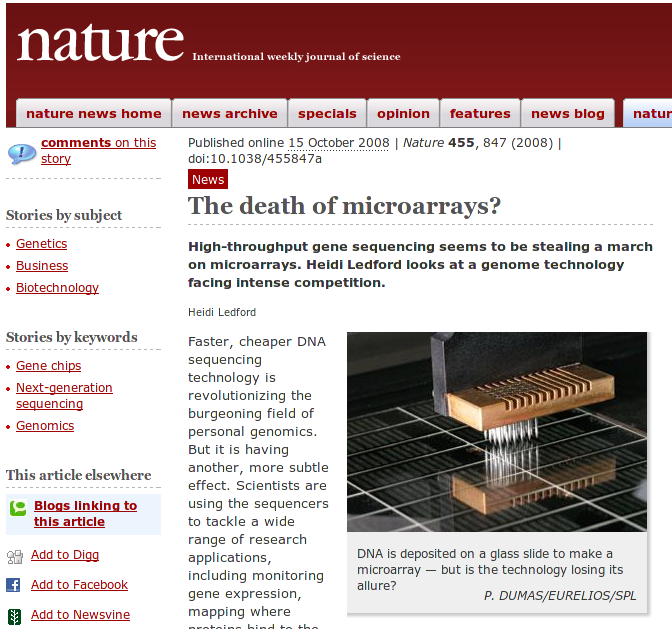 nature International weekly journal of science
nature news home news archive specials opinion features news blog natur
comments on this
story
Stories by subject
Genetics
Business
Biotechnology
Stories by keywords
Gene chips
Next-generation
sequencing
Genomics
This article elsewhere
Blogs linking to
this article
Add to Digg
Add to Facebook
Add to Newsvine
Published online 15 October 2008 | Nature 455, 847 (2008) |
doi:10.1038/455847a
News
The death of microarrays?
High-throughput gene sequencing seems to be stealing a march
on microarrays. Heidi Ledford looks at a genome technology
facing intense competition.
Heidi Ledford
Faster, cheaper DNA
sequencing
technology is
revolutionizing the
burgeoning field of
personal genomics.
But it is having
another, more subtle
effect. Scientists are
using the sequencers
to tackle a wide
range of research
applications,
including monitoring
gene expression,
mapping where
proteins bind to the
DNA is deposited on a glass slide to make a
microarray — but is the technology losing its
allure?
P. DUMAS/EURELIOS/SPL